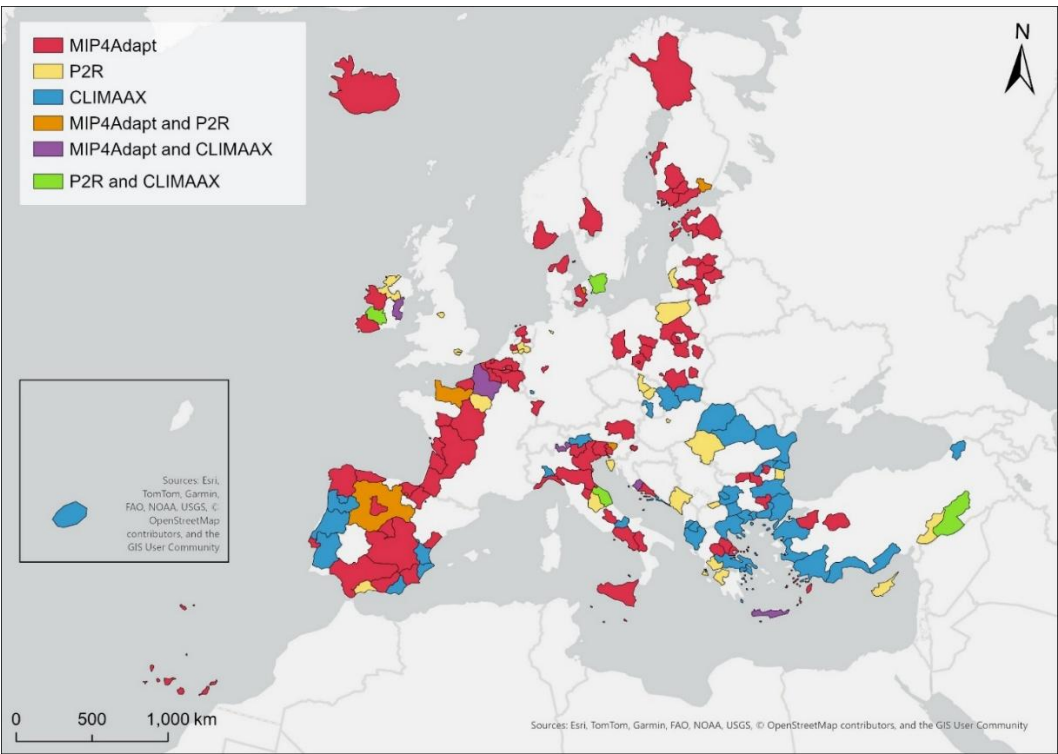 MIP4Adapt
P2R
CLIMAAX
MIP4Adapt and P2R
MIP4Adapt and CLIMAAX
P2R and CLIMAAX
N
Sources: Esri,
TomTom, Garmin,
FAO, NOAA, USGS, ©
OpenStreetMap
contributors, and the
GIS User Community
0 500 1,000 km
Sources: Esri, TomTom, Garmin, FAO, NOAA, USGS, © OpenStreetMap contributors, and the GIS User Community